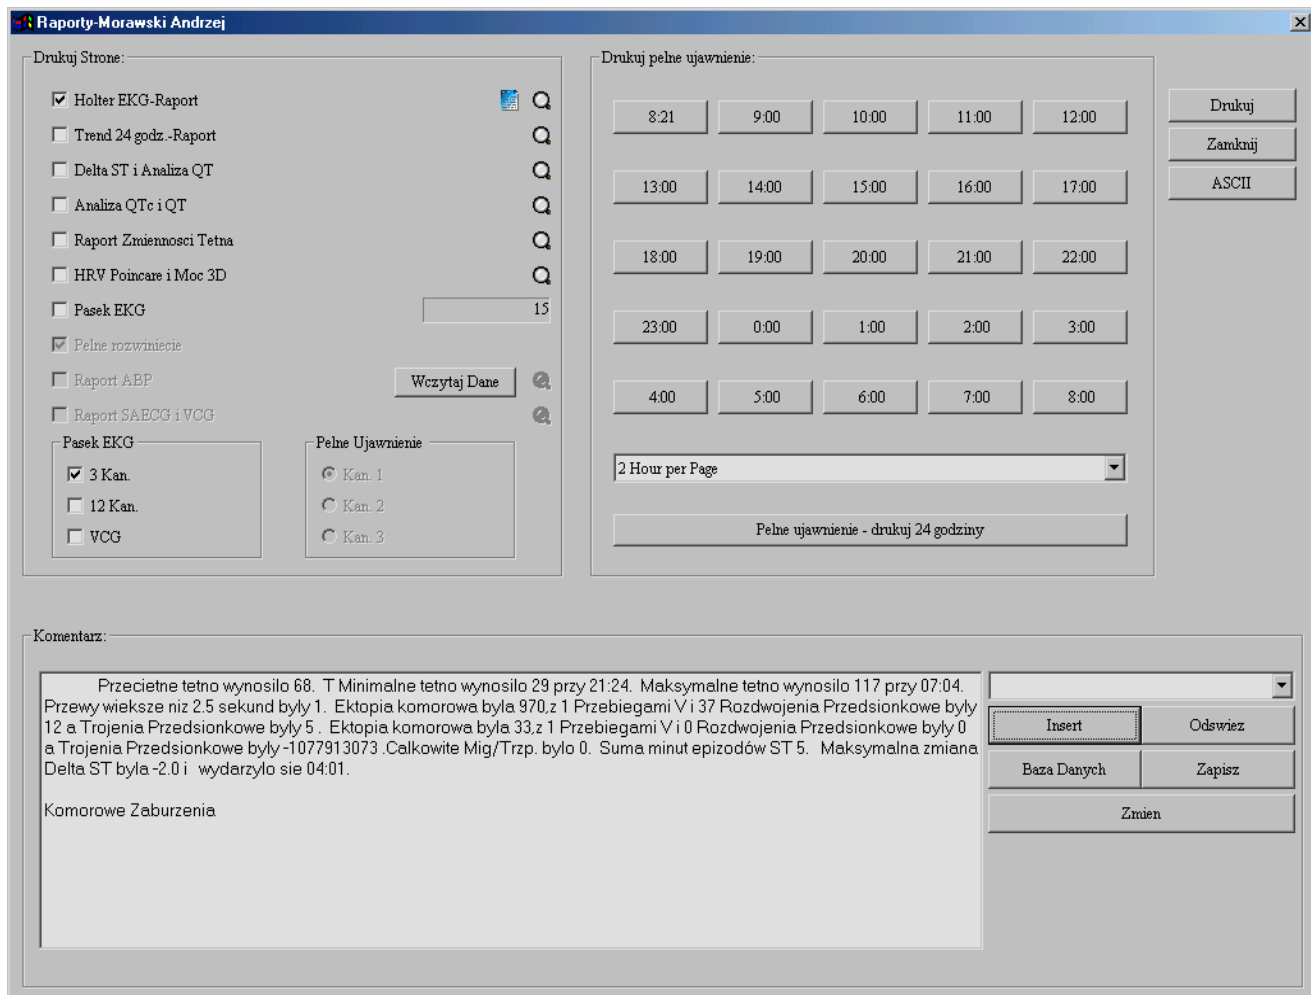 Raporty-Morawski Andrzej
Drukuj Strone:
Holter EKG-Raport
Trend 24 godz.-Raport
Delta ST i Analiza QT
Analiza QTc i QT
Raport Zmiennosci Tetna
HRV Poincare i Moc 3D
Pasek EKG 15
Pelne rozwiniecie
Raport ABP Wczytaj Dane
Raport SAECG i VCG
Pasek EKG
3 Kan.
12 Kan.
VCG
Pelne Ujawnienie
Kan. 1
Kan. 2
Kan. 3
Drukuj pelne ujawnienie:
8:21 9:00 10:00 11:00 12:00
13:00 14:00 15:00 16:00 17:00
18:00 19:00 20:00 21:00 22:00
23:00 0:00 1:00 2:00 3:00
4:00 5:00 6:00 7:00 8:00
2 Hour per Page
Pelne ujawnienie - drukuj 24 godziny
Drukuj
Zamknij
ASCII
Komentarz:
Przecietne tetno wynosilo 68. T Minimalne tetno wynosilo 29 przy 21:24. Maksymalne tetno wynosilo 117 przy 07:04.
Przewy wieksze niz 2.5 sekund byly 1. Ektopia komorowa byla 970,z 1 Przebiegami V i 37 Rozdwojenia Przedsionkowe byly
12 a Trojenia Przedsionkowe byly 5 . Ektopia komorowa byla 33,z 1 Przebiegami V i 0 Rozdwojenia Przedsionkowe byly 0
a Trojenia Przedsionkowe byly -1077913073 .Calkowite Mig/Trzp. bylo 0. Suma minut epizodów ST 5. Maksymalna zmiana
Delta ST byla -2.0 i wydarzylo sie 04:01.
Komorowe Zaburzenia
Insert Odswiez
Baza Danych Zapisz
Zmien